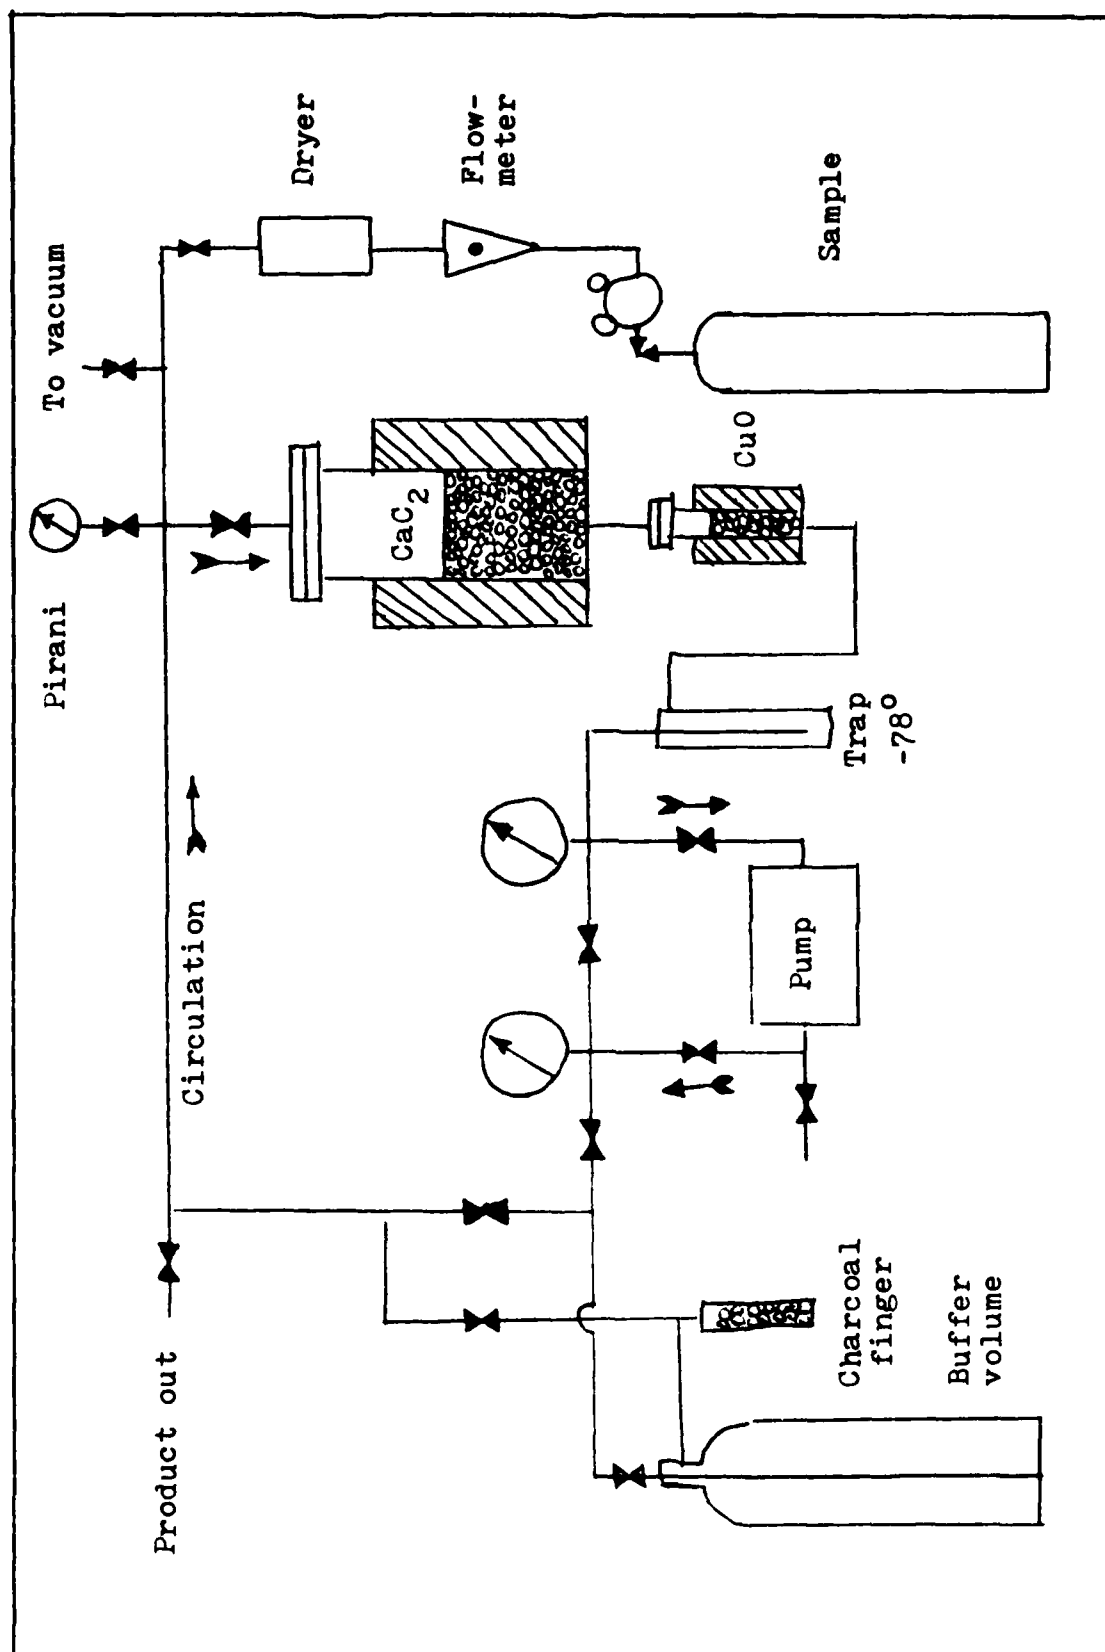 Product out
Circulation
Pirani
To vacuum
Dryer
Flow-
meter
CaC2
CuO
Sample
Trap
-78°
Pump
Charcoal
finger
Buffer
volume